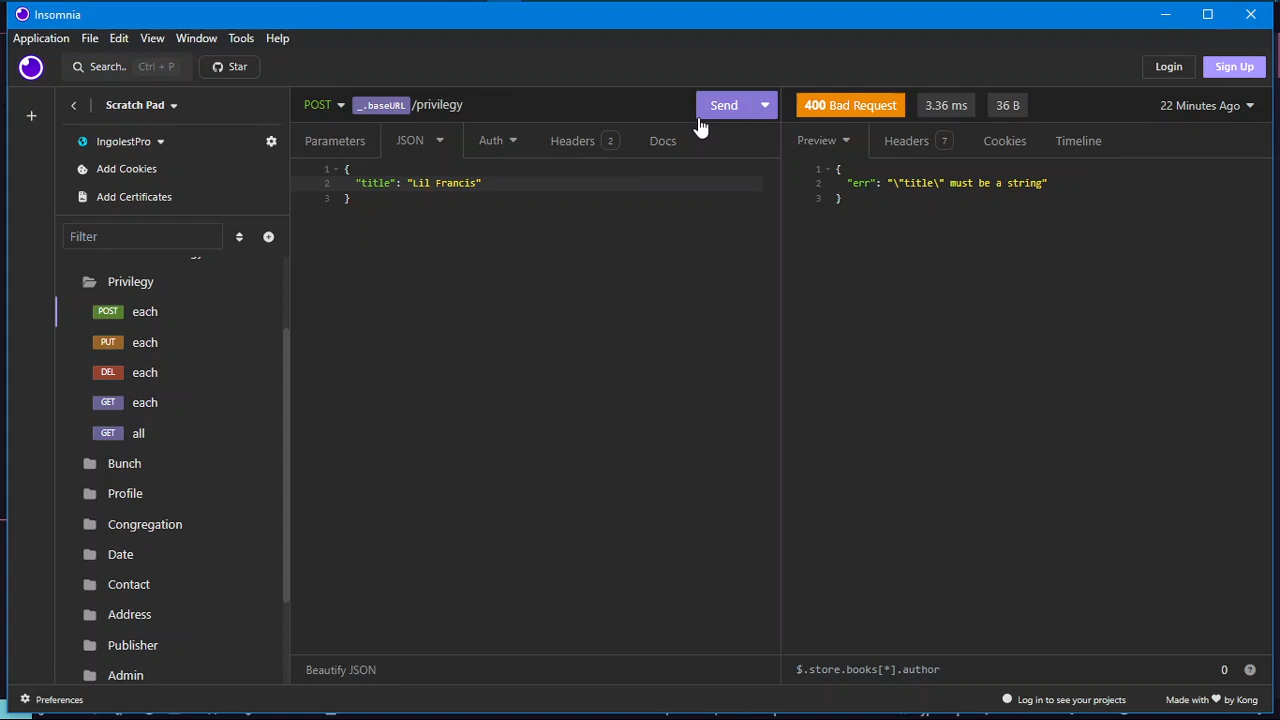 Insomnia
Application File Edit View Window Tools Help
Search.. Ctrl + P Star Login Sign Up
Scratch Pad POST _.baseURL /privilegy Send 400 Bad Request 3.36 ms 36 B 22 Minutes Ago
IngolestPro Parameters JSON Auth Headers 2 Docs Preview Headers 7 Cookies Timeline
Add Cookies
Add Certificates
Filter
1 {
2 "title": "Lil Francis"
3 }
1 {
2 "err": "\"title\" must be a string"
3 }
Privilegy
POST each
PUT each
DEL each
GET each
GET all
Bunch
Profile
Congregation
Date
Contact
Address
Publisher
Admin
Beautify JSON $.store.books[*].author 0
Preferences Log in to see your projects Made with ♥ by Kong